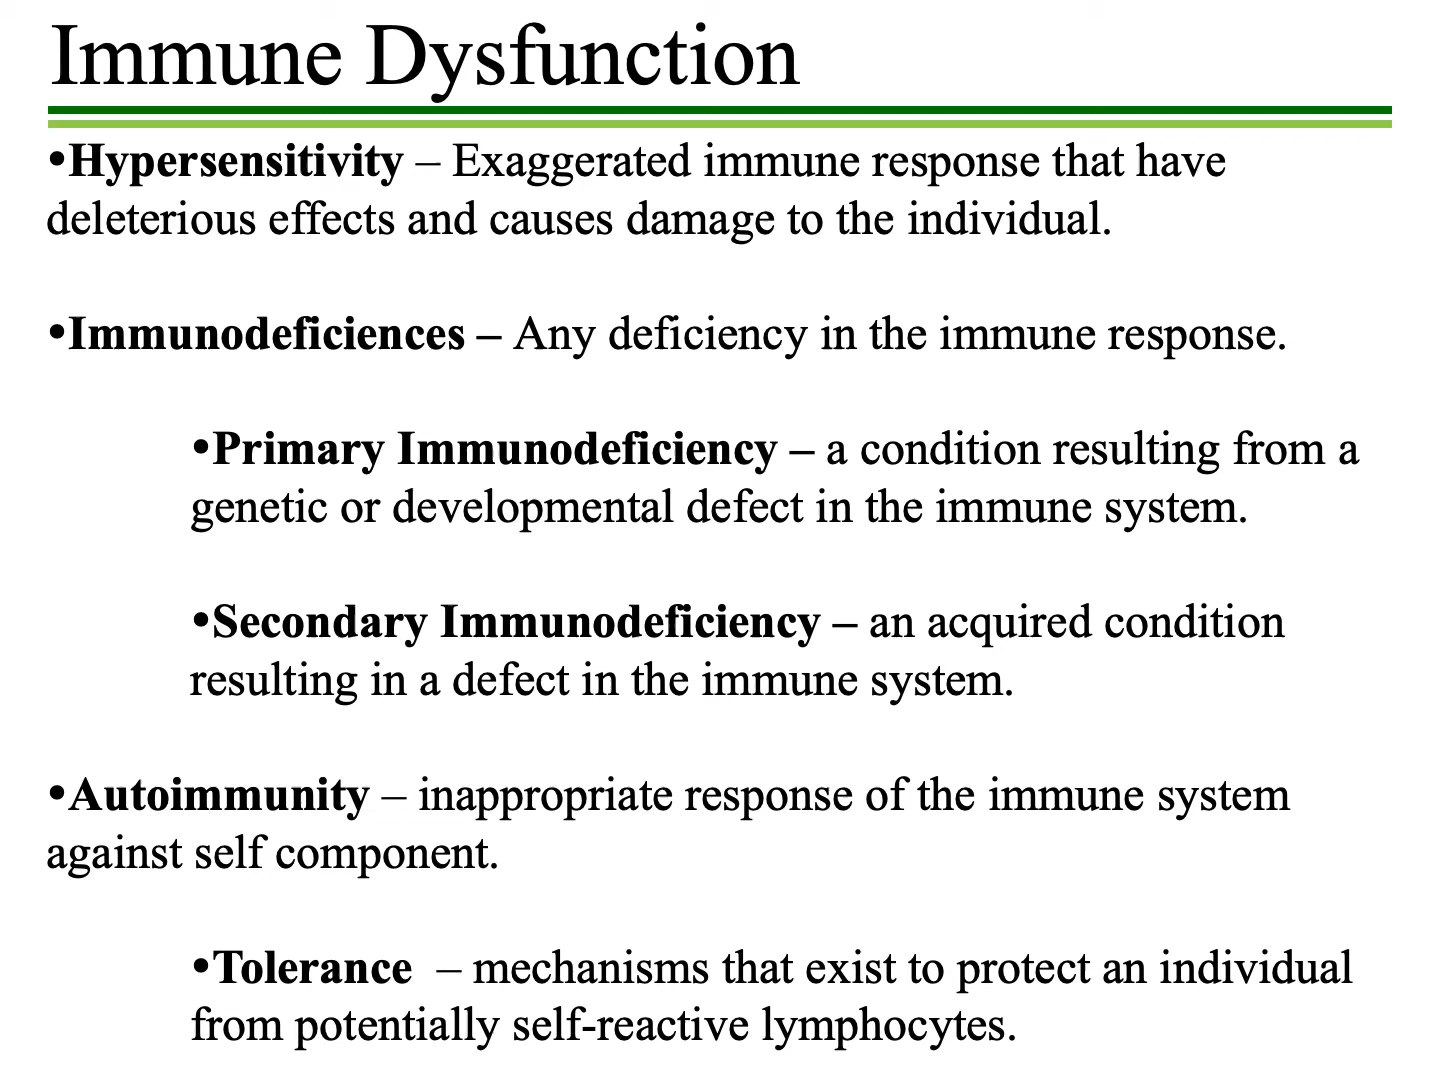 Immune Dysfunction
•Hypersensitivity – Exaggerated immune response that have
deleterious effects and causes damage to the individual.
•Immunodeficiences – Any deficiency in the immune response.
•Primary Immunodeficiency – a condition resulting from a
genetic or developmental defect in the immune system.
•Secondary Immunodeficiency – an acquired condition
resulting in a defect in the immune system.
•Autoimmunity – inappropriate response of the immune system
against self component.
•Tolerance – mechanisms that exist to protect an individual
from potentially self-reactive lymphocytes.